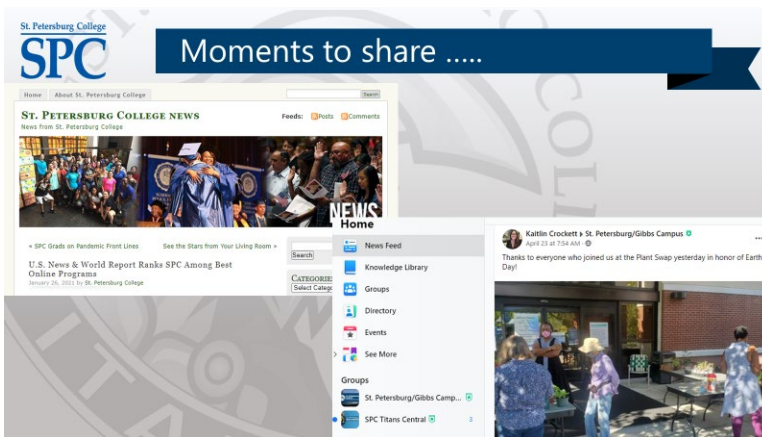 St. Petersburg College
SPC
Moments to share .....
Home About St. Petersburg College
Search
ST. PETERSBURG COLLEGE NEWS
News from St. Petersburg College
Feeds: Posts Comments
NEWS
« SPC Grads on Pandemic Front Lines See the Stars from Your Living Room »
Search
U.S. News & World Report Ranks SPC Among Best
Online Programs
January 26, 2021 by St. Petersburg College
CATEGORIES
Select Catego
Home
News Feed
Knowledge Library
Groups
Directory
Events
See More
Groups
St. Petersburg/Gibbs Camp...
SPC Titans Central 3
Kaitlin Crockett ▸ St. Petersburg/Gibbs Campus
April 23 at 7:54 AM ·
Thanks to everyone who joined us at the Plant Swap yesterday in honor of Earth
Day!